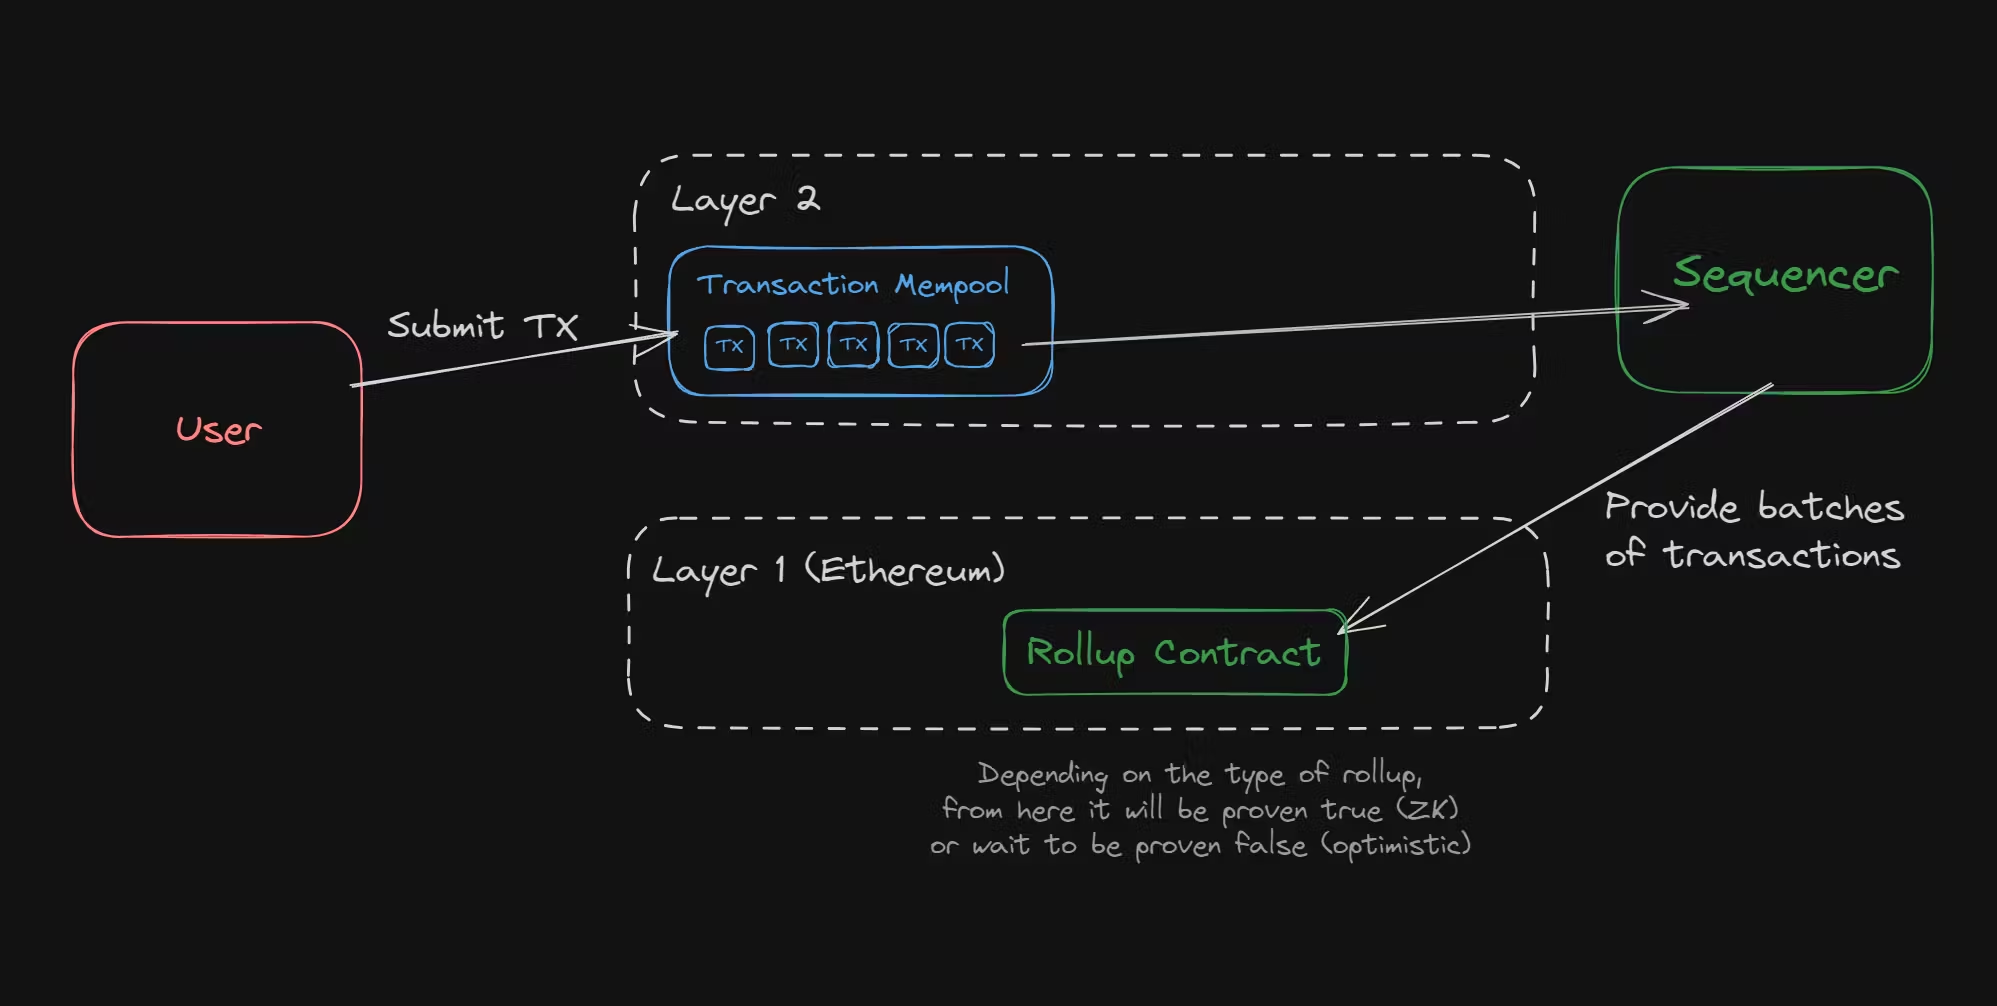 Layer 2
Transaction Mempool
TX TX TX TX TX
Submit TX
User
Sequencer
Provide batches
of transactions
Layer 1 (Ethereum)
Rollup Contract
Depending on the type of rollup,
from here it will be proven true (ZK)
or wait to be proven false (optimistic)